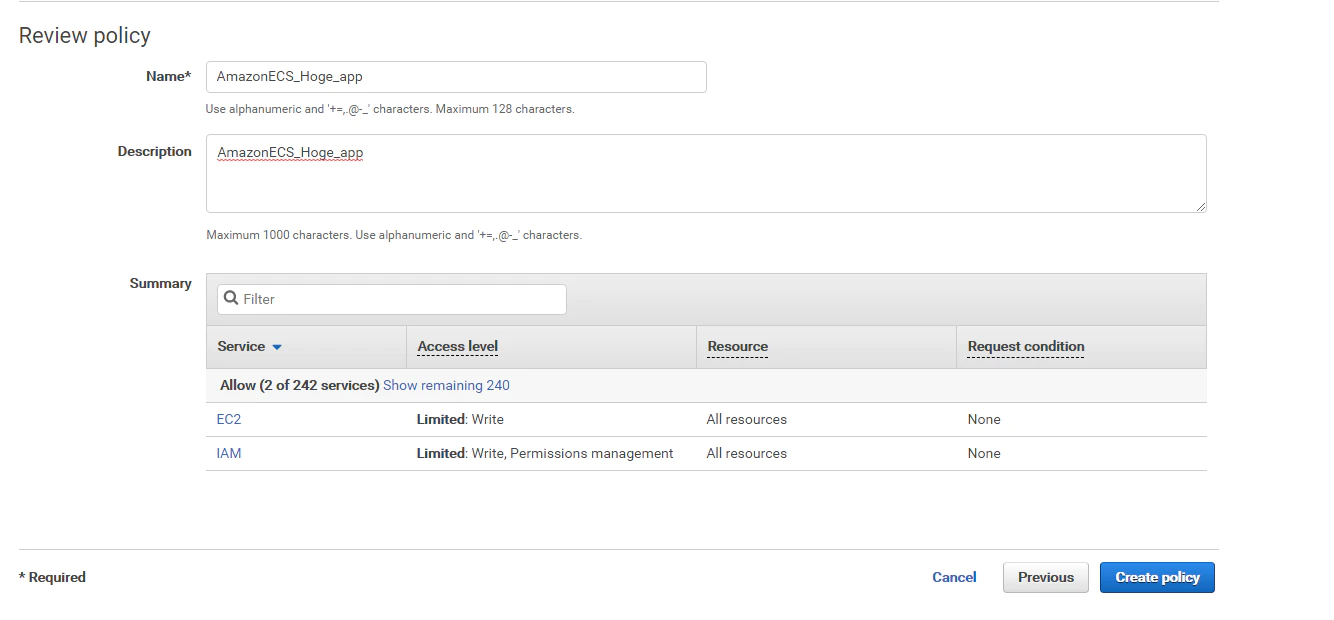 Review policy
Name* AmazonECS_Hoge_app
Use alphanumeric and '+=,.@-_' characters. Maximum 128 characters.
Description AmazonECS_Hoge_app
Maximum 1000 characters. Use alphanumeric and '+=,.@-_' characters.
Summary Filter
Service Access level Resource Request condition
Allow (2 of 242 services) Show remaining 240
EC2 Limited: Write All resources None
IAM Limited: Write, Permissions management All resources None
* Required Cancel Previous Create policy